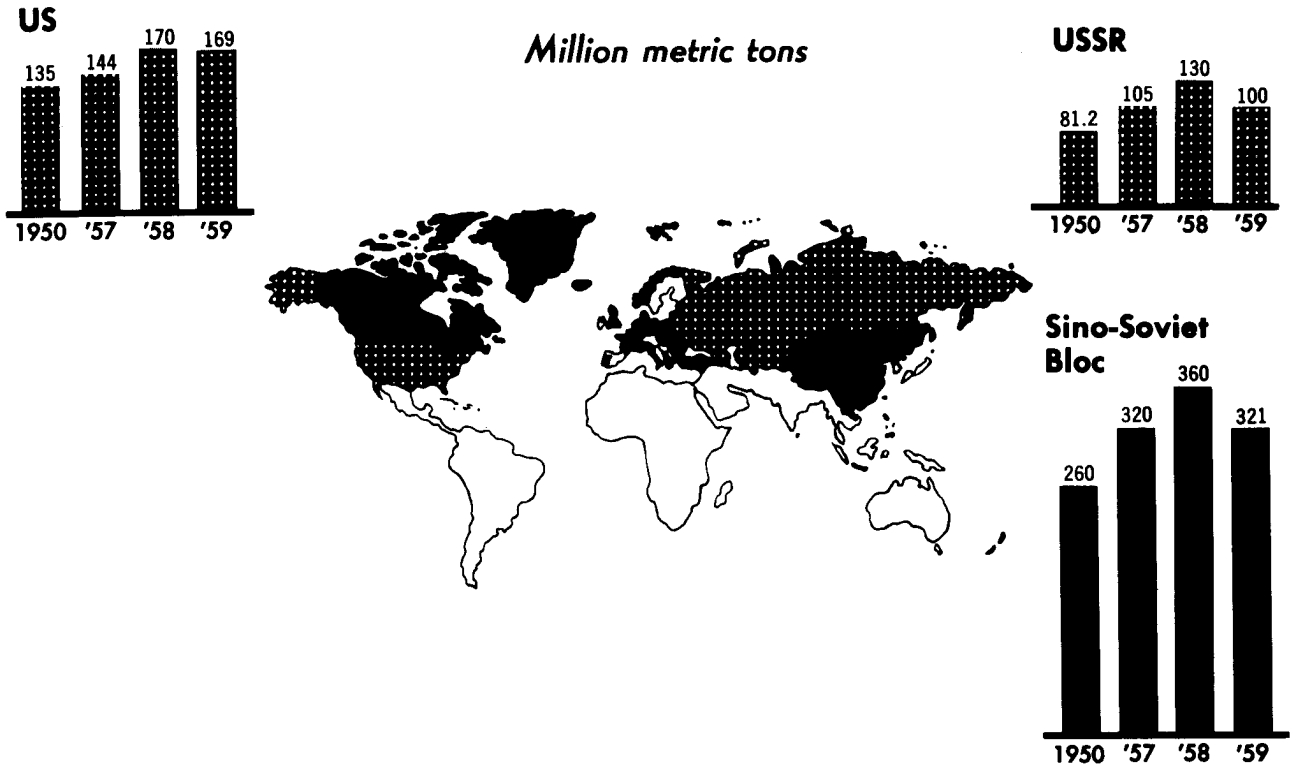 US
135 144 170 169
1950 '57 '58 '59
Million metric tons
USSR
81.2 105 130 100
1950 '57 '58 '59
Sino-Soviet
Bloc
260 320 360 321
1950 '57 '58 '59